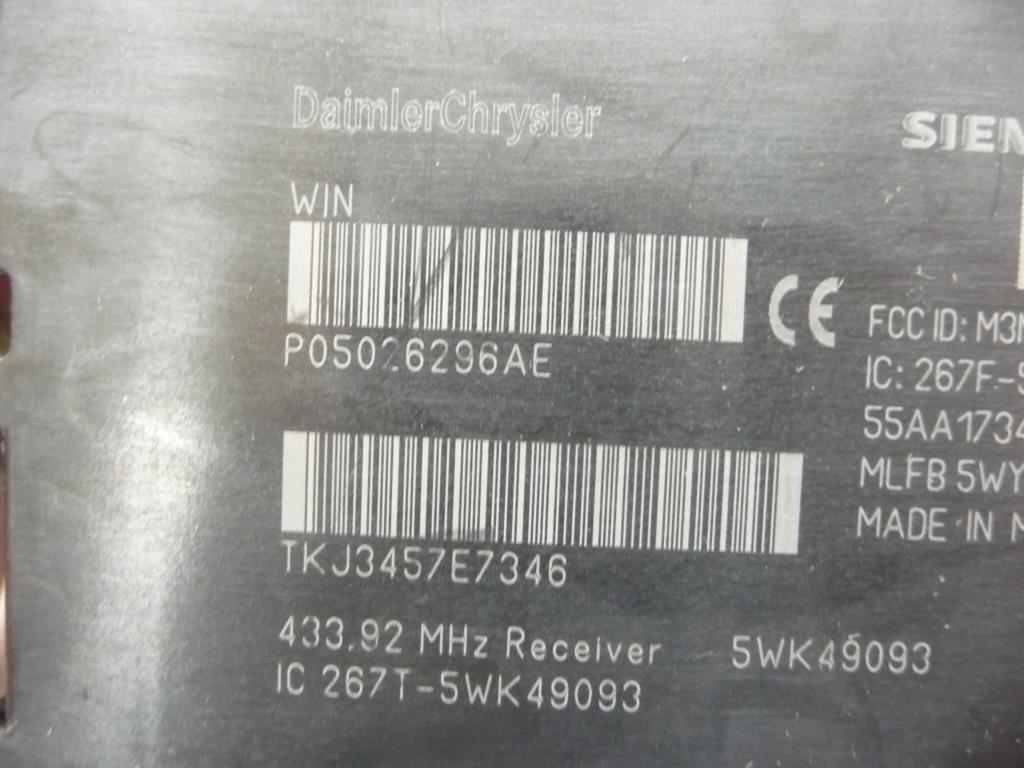 DaimlerChrysler
SIEM
WIN
P05026296AE
FCC ID: M3N
IC: 267F-5
55AA1734
MLFB 5WY
MADE IN M
TKJ3457E7346
433.92 MHz Receiver 5WK49093
IC 267T-5WK49093